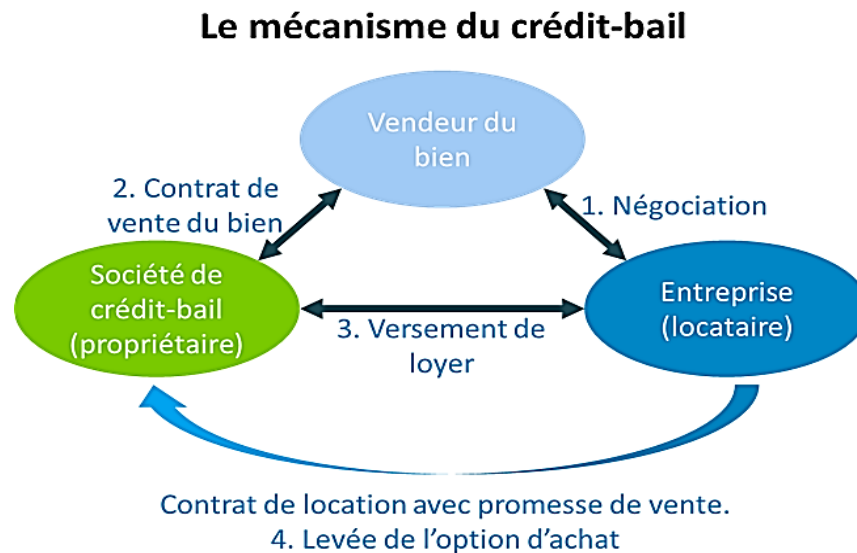 Le mécanisme du crédit-bail
Vendeur du
bien
2. Contrat de
vente du bien
1. Négociation
Société de
crédit-bail
(propriétaire)
Entreprise
(locataire)
3. Versement de
loyer
Contrat de location avec promesse de vente.
4. Levée de l’option d’achat